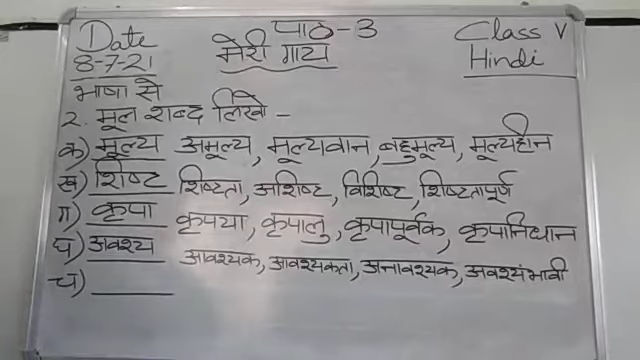 Date पाठ-3 Class V
8-7-21 मेरी गाय Hindi
भाषा से
2. मूल शब्द लिखो -
क) मूल्य अमूल्य, मूल्यवान, बहुमूल्य, मूल्यहीन
ख) शिष्ट शिष्टता, अशिष्ट, विशिष्ट, शिष्टतापूर्ण
ग) कृपा कृपया, कृपालु, कृपापूर्वक, कृपानिधान
घ) अवश्य आवश्यक, आवश्यकता, अनावश्यक, अवश्यंभावी
च)